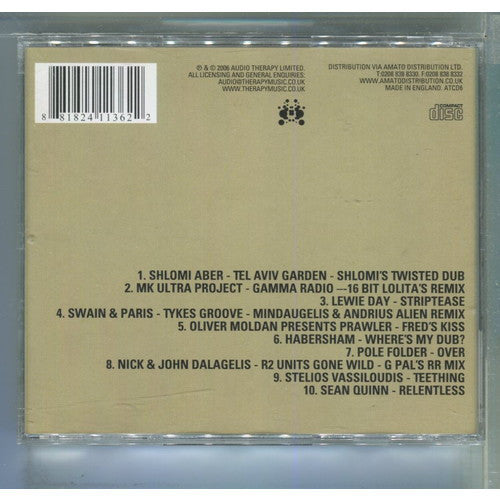 ℗ & © 2006 AUDIO THERAPY LIMITED.
ALL LICENSING AND GENERAL ENQUIRIES:
AUDIO@THERAPYMUSIC.CO.UK
WWW.THERAPYMUSIC.CO.UK
DISTRIBUTION VIA AMATO DISTRIBUTION LTD.
T:0208 838 8330. F:0208 838 8332
WWW.AMATODISTRIBUTION.CO.UK
MADE IN ENGLAND. ATCD6
COMPACT
disc
8 81824 11362 2
1. SHLOMI ABER - TEL AVIV GARDEN - SHLOMI'S TWISTED DUB
2. MK ULTRA PROJECT - GAMMA RADIO --16 BIT LOLITA'S REMIX
3. LEWIE DAY - STRIPTEASE
4. SWAIN & PARIS - TYKES GROOVE - MINDAUGELIS & ANDRIUS ALIEN REMIX
5. OLIVER MOLDAN PRESENTS PRAWLER - FRED'S KISS
6. HABERSHAM - WHERE'S MY DUB?
7. POLE FOLDER - OVER
8. NICK & JOHN DALAGELIS - R2 UNITS GONE WILD - G PAL'S RR MIX
9. STELIOS VASSILOUDIS - TEETHING
10. SEAN QUINN - RELENTLESS